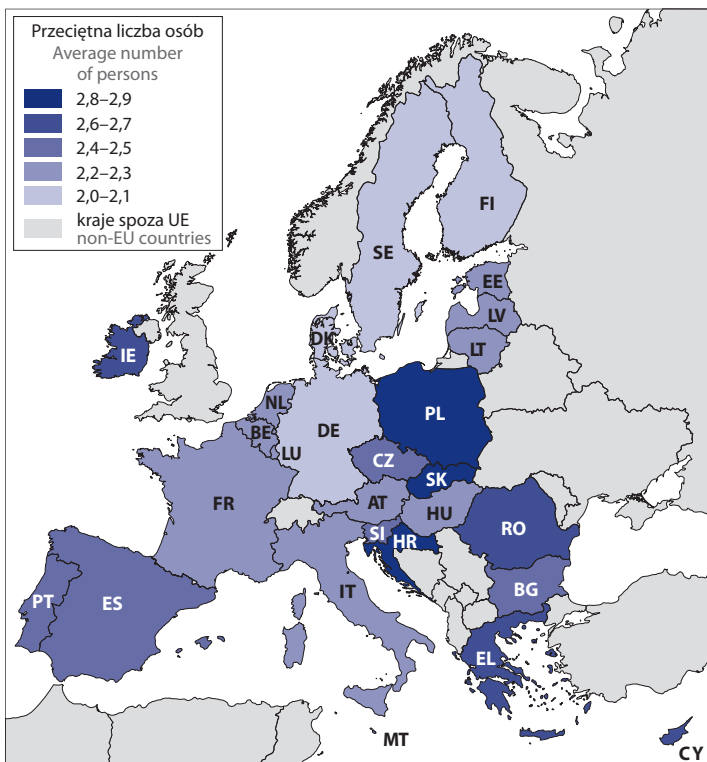 Przeciętna liczba osób
Average number
of persons
2,8–2,9
2,6–2,7
2,4–2,5
2,2–2,3
2,0–2,1
kraje spoza UE
non-EU countries
FI
SE
EE
LV
DK
LT
IE
NL
PL
DE
BE
LU
CZ
SK
FR
AT
HU
RO
SI
HR
IT
BG
PT
ES
EL
MT
CY